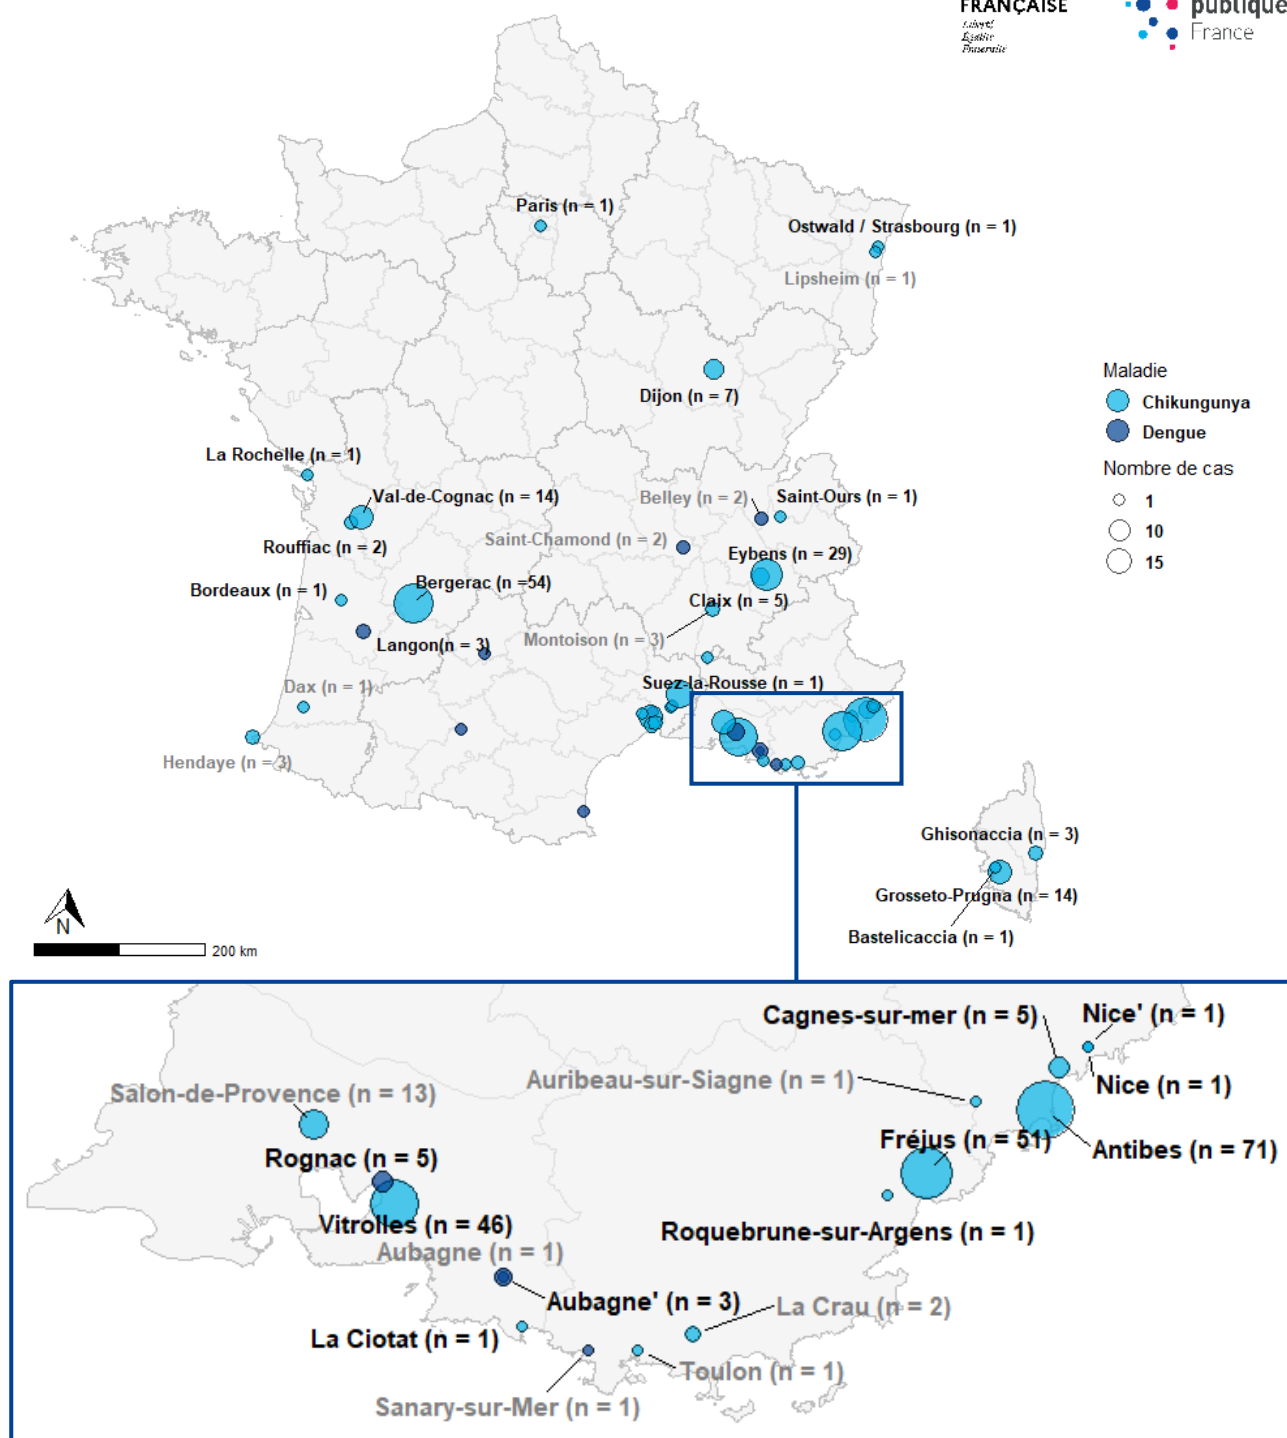 FRANÇAISE
Liberté
Égalité
Fraternité
publique
France
Paris (n = 1)
Ostwald / Strasbourg (n = 1)
Lipsheim (n = 1)
Dijon (n = 7)
Maladie
Chikungunya
Dengue
Nombre de cas
1
10
15
La Rochelle (n = 1)
Val-de-Cognac (n = 14)
Rouffiac (n = 2)
Belley (n = 2)
Saint-Ours (n = 1)
Saint-Chamond (n = 2)
Eybens (n = 29)
Bordeaux (n = 1)
Bergerac (n =54)
Claix (n = 5)
Langon(n = 3)
Montoison (n = 3)
Dax (n = 1)
Suez-la-Rousse (n = 1)
Hendaye (n = 3)
Ghisonaccia (n = 3)
Grosseto-Prugna (n = 14)
Bastelicaccia (n = 1)
N
200 km
Cagnes-sur-mer (n = 5)
Nice' (n = 1)
Auribeau-sur-Siagne (n = 1)
Nice (n = 1)
Salon-de-Provence (n = 13)
Fréjus (n = 51)
Antibes (n = 71)
Rognac (n = 5)
Vitrolles (n = 46)
Roquebrune-sur-Argens (n = 1)
Aubagne (n = 1)
Aubagne' (n = 3)
La Crau (n = 2)
La Ciotat (n = 1)
Toulon (n = 1)
Sanary-sur-Mer (n = 1)